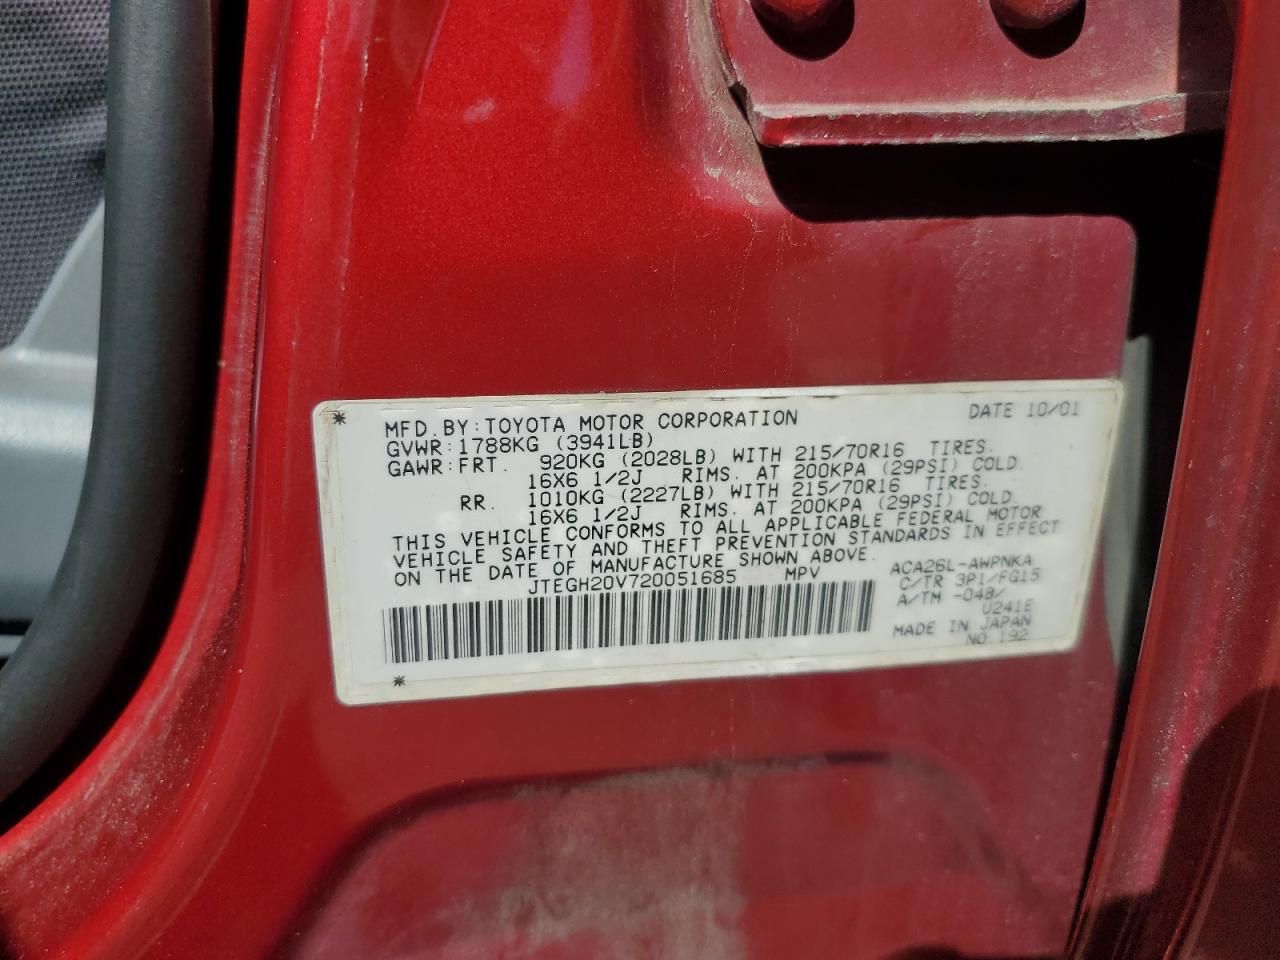 * MFD. BY: TOYOTA MOTOR CORPORATION DATE 10/01
GVWR: 1788KG (3941LB)
GAWR: FRT. 920KG (2028LB) WITH 215/70R16 TIRES.
16X6 1/2J RIMS. AT 200KPA (29PSI) COLD.
RR. 1010KG (2227LB) WITH 215/70R16 TIRES.
16X6 1/2J RIMS. AT 200KPA (29PSI) COLD.
THIS VEHICLE CONFORMS TO ALL APPLICABLE FEDERAL MOTOR
VEHICLE SAFETY AND THEFT PREVENTION STANDARDS IN EFFECT
ON THE DATE OF MANUFACTURE SHOWN ABOVE.
JTEGH20V720051685 MPV
ACA26L-AWPNKA
C/TR 3P1/FG15
A/TM -04B/
U241E
MADE IN JAPAN
NO.192
*